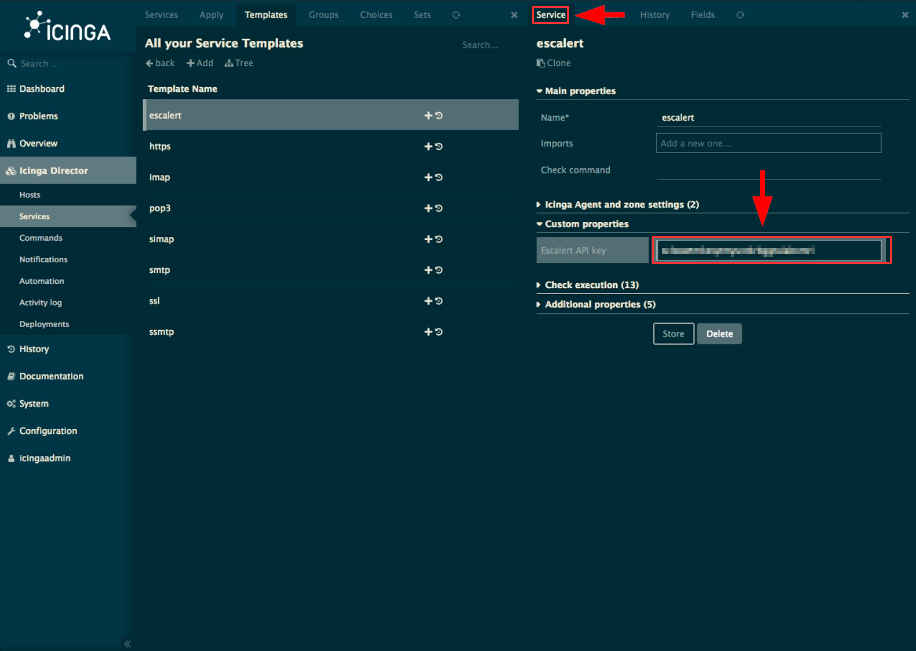 ICINGA
Search ...
Dashboard
Problems
Overview
Icinga Director
Hosts
Services
Commands
Notifications
Automation
Activity log
Deployments
History
Documentation
System
Configuration
icingaadmin
Services Apply Templates Groups Choices Sets
All your Service Templates
Search...
back Add Tree
Template Name
escalert
https
imap
pop3
simap
smtp
ssl
ssmtp
Service History Fields
escalert
Clone
Main properties
Name* escalert
Imports Add a new one...
Check command
Icinga Agent and zone settings (2)
Custom properties
Escalert API key
Check execution (13)
Additional properties (5)
Store Delete